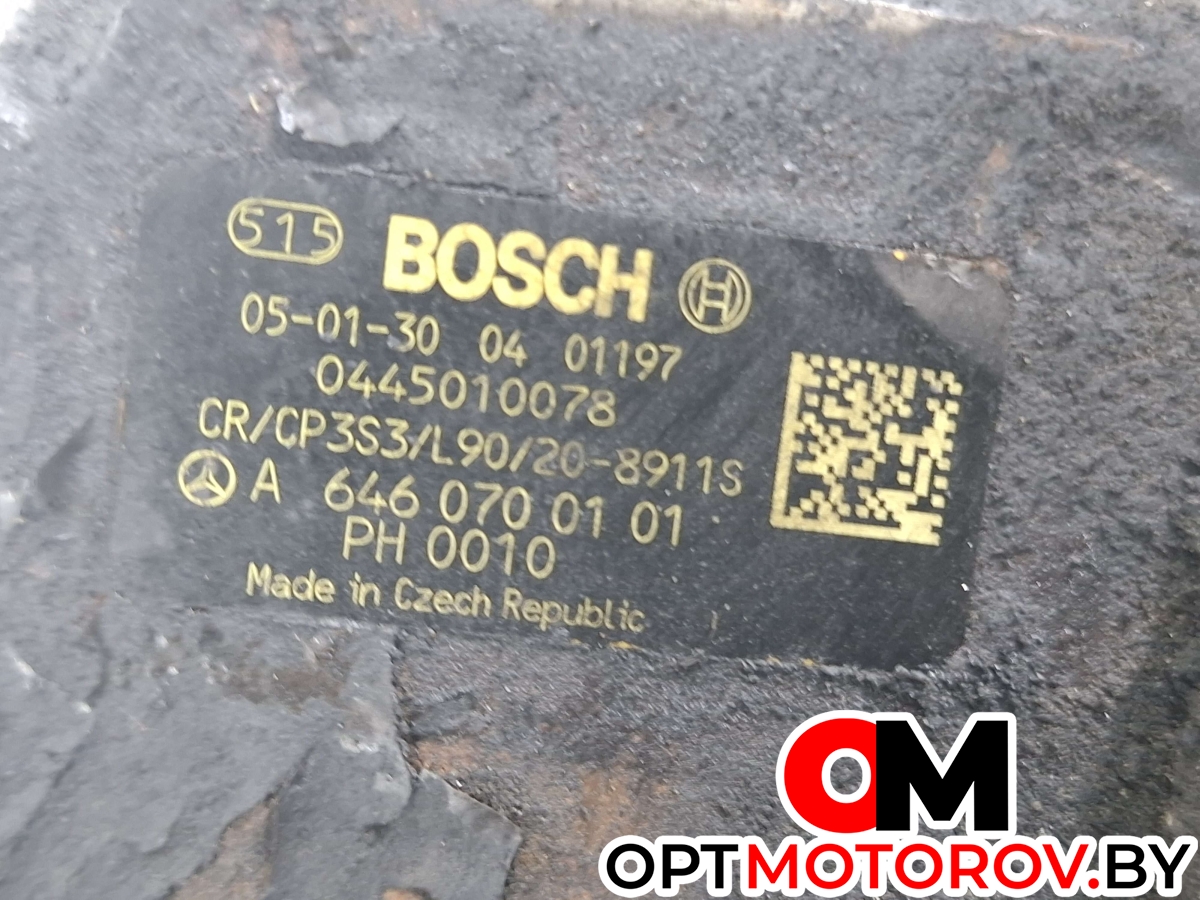 515 BOSCH
05-01-30 04 01197
0445010078
CR/CP3S3/L90/20-8911S
A 646 070 01 01
PH 0010
Made in Czech Republic
OM
OPTMOTOROV.BY